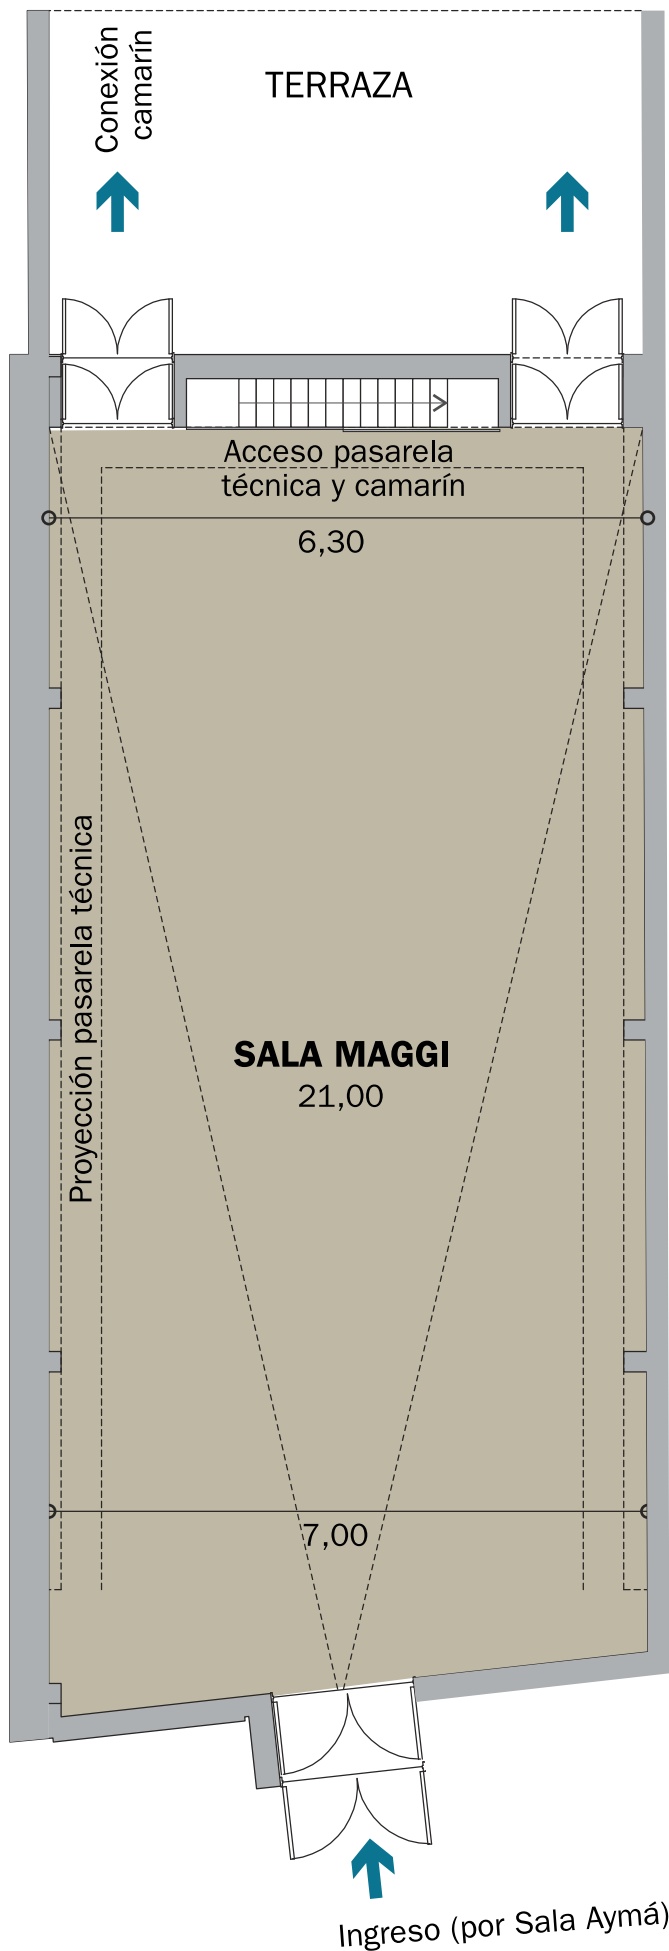 Conexión
camarín
TERRAZA
Acceso pasarela
técnica y camarín
6,30
Proyección pasarela técnica
SALA MAGGI
21,00
7,00
Ingreso (por Sala Aymá)